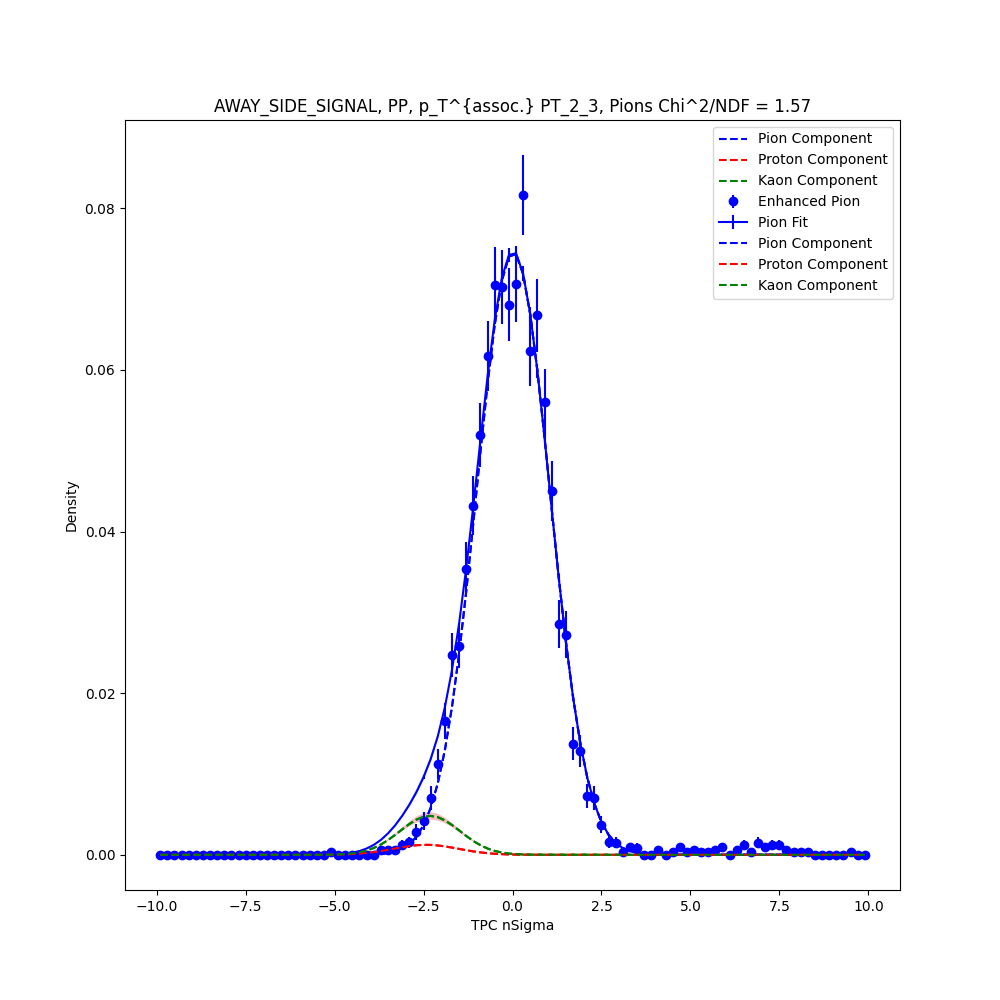 AWAY_SIDE_SIGNAL, PP, p_T^{assoc.} PT_2_3, Pions Chi^2/NDF = 1.57
Pion Component
Proton Component
Kaon Component
Enhanced Pion
Pion Fit
Pion Component
Proton Component
Kaon Component
0.08
0.06
0.04
0.02
0.00
Density
−10.0 −7.5 −5.0 −2.5 0.0 2.5 5.0 7.5 10.0
TPC nSigma